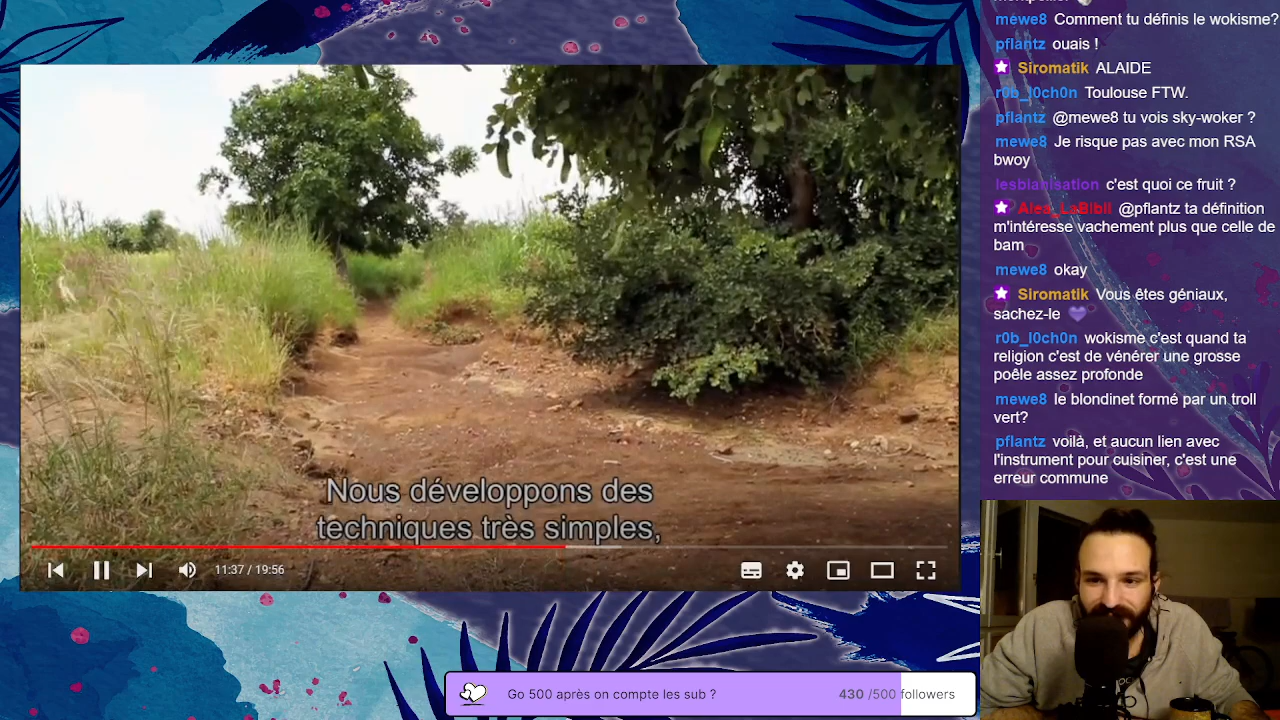 mewe8 Comment tu définis le wokisme?
pflantz ouais !
Siromatik ALAIDE
r0b_l0ch0n Toulouse FTW.
pflantz @mewe8 tu vois sky-woker ?
mewe8 Je risque pas avec mon RSA
bwoy
lesbianisation c'est quoi ce fruit ?
@pflantz ta définition
m'intéresse vachement plus que celle de
bam
mewe8 okay
Siromatik Vous êtes géniaux,
sachez-le
r0b_l0ch0n wokisme c'est quand ta
religion c'est de vénérer une grosse
poêle assez profonde
mewe8 le blondinet formé par un troll
vert?
pflantz voilà, et aucun lien avec
l'instrument pour cuisiner, c'est une
erreur commune
Nous développons des
techniques très simples,
11:37 / 19:56
Go 500 après on compte les sub ?
430 /500 followers